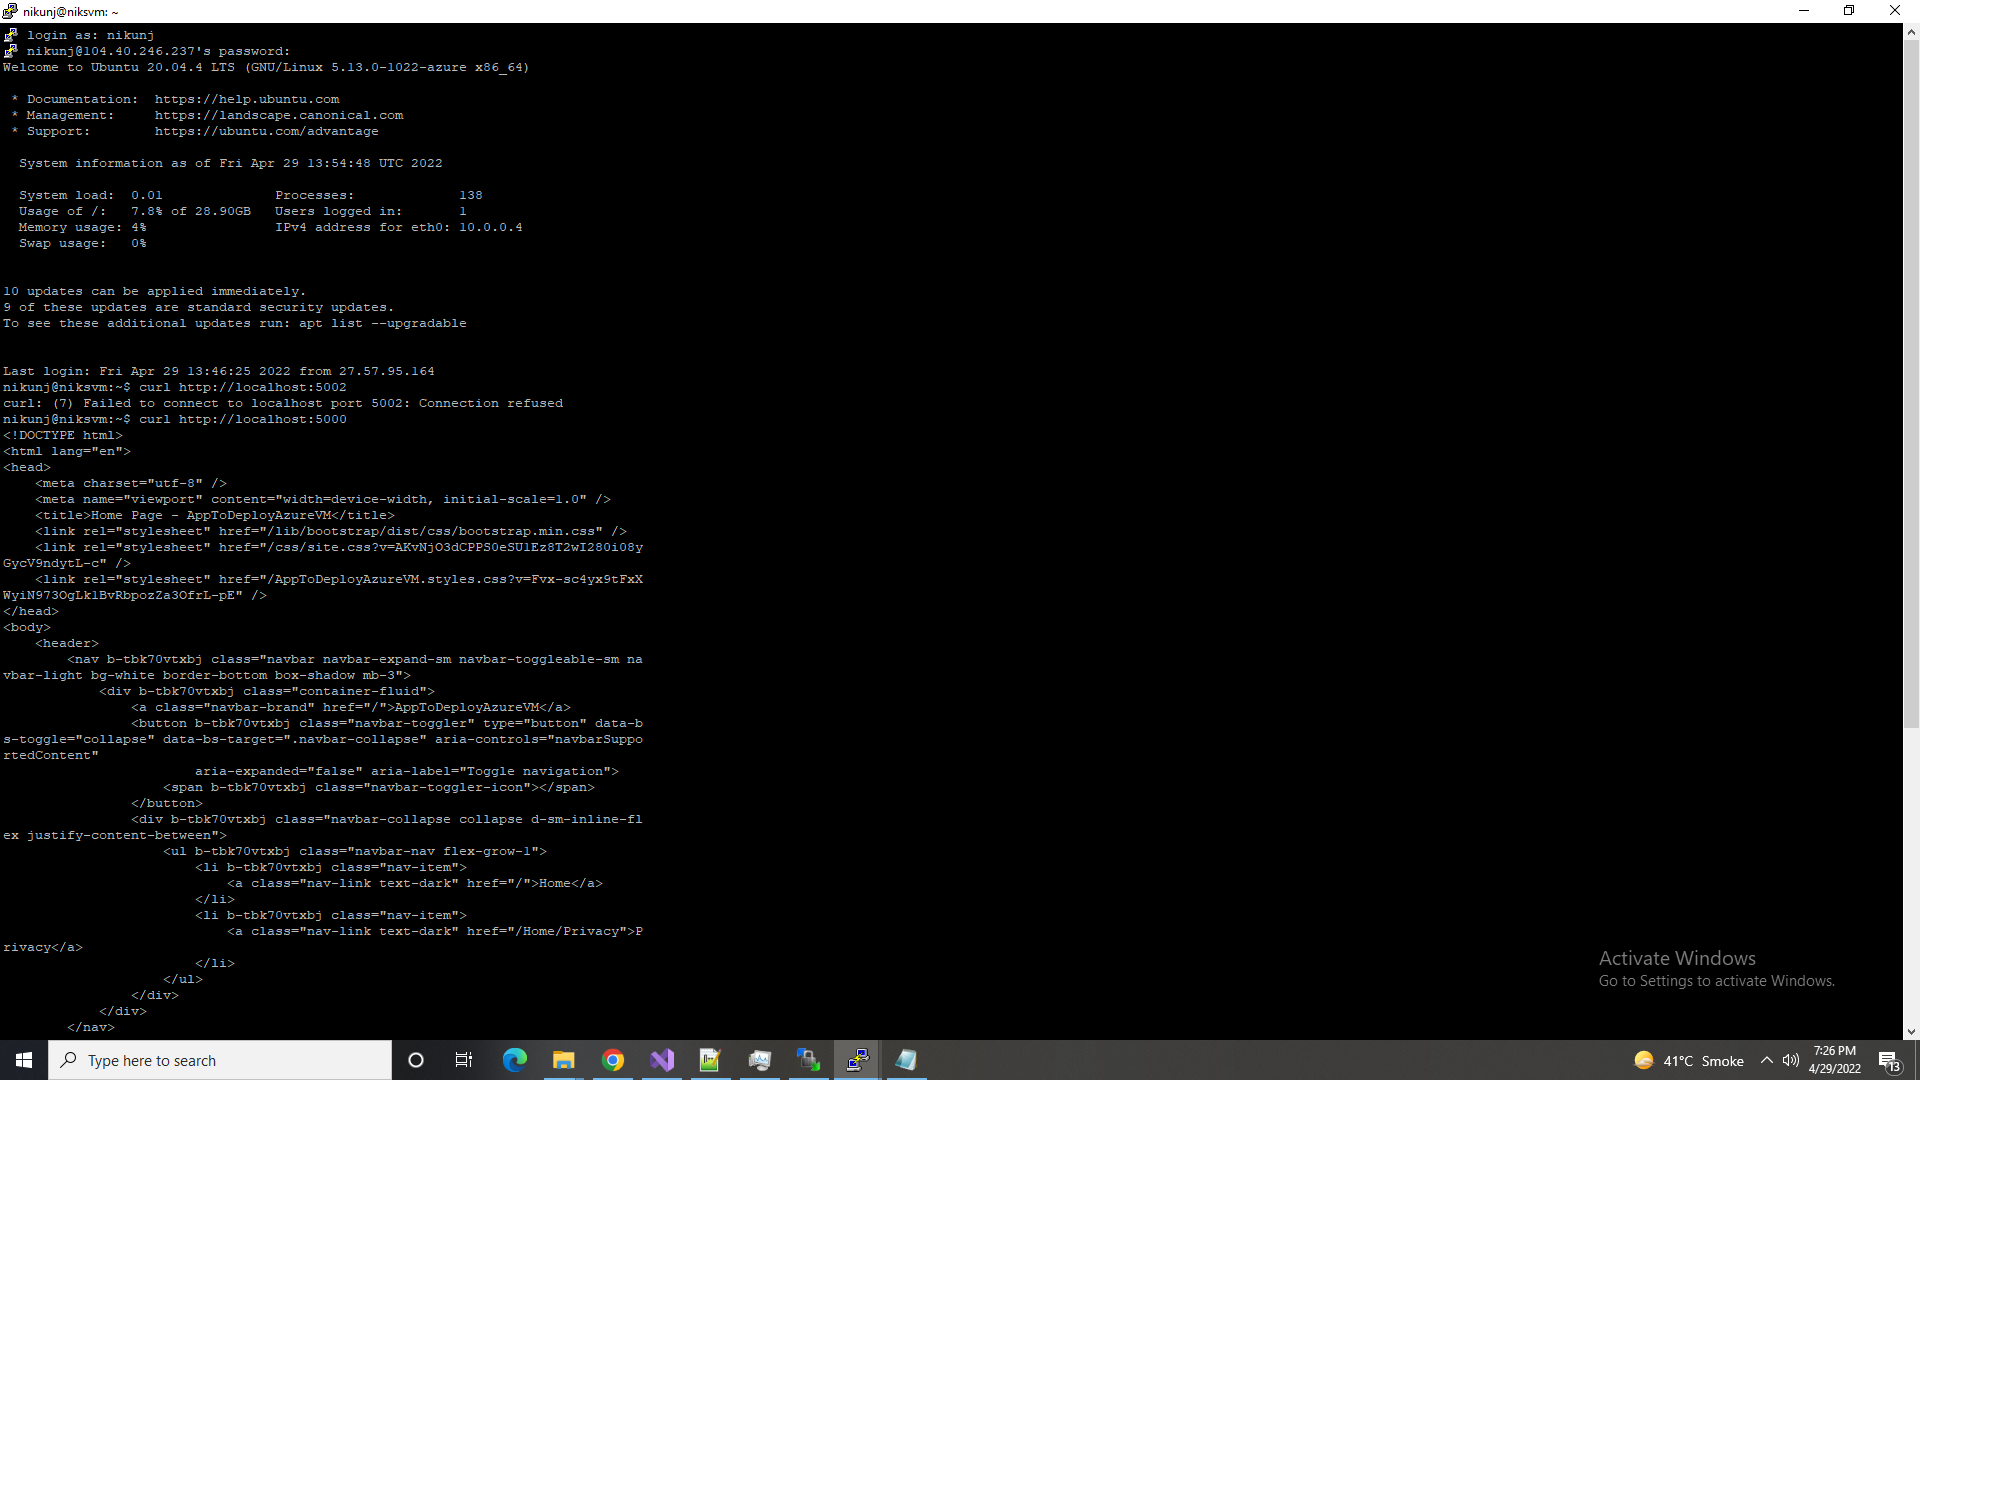 nikunj@niksvm: ~
login as: nikunj
nikunj@104.40.246.237's password:
Welcome to Ubuntu 20.04.4 LTS (GNU/Linux 5.13.0-1022-azure x86_64)
* Documentation:  https://help.ubuntu.com
* Management:     https://landscape.canonical.com
* Support:        https://ubuntu.com/advantage
System information as of Fri Apr 29 13:54:48 UTC 2022
System load:  0.01              Processes:             138
Usage of /:   7.8% of 28.90GB   Users logged in:       1
Memory usage: 4%                IPv4 address for eth0: 10.0.0.4
Swap usage:   0%
10 updates can be applied immediately.
9 of these updates are standard security updates.
To see these additional updates run: apt list --upgradable
Last login: Fri Apr 29 13:46:25 2022 from 27.57.95.164
nikunj@niksvm:~$ curl http://localhost:5002
curl: (7) Failed to connect to localhost port 5002: Connection refused
nikunj@niksvm:~$ curl http://localhost:5000
<!DOCTYPE html>
<html lang="en">
<head>
    <meta charset="utf-8" />
    <meta name="viewport" content="width=device-width, initial-scale=1.0" />
    <title>Home Page - AppToDeployAzureVM</title>
    <link rel="stylesheet" href="/lib/bootstrap/dist/css/bootstrap.min.css" />
    <link rel="stylesheet" href="/css/site.css?v=AKvNjO3dCPPS0eSUlEz8T2wI280i08y
GycV9ndytL-c" />
    <link rel="stylesheet" href="/AppToDeployAzureVM.styles.css?v=Fvx-sc4yx9tFxX
WyiN973OgLk1BvRbpozZa3OfrL-pE" />
</head>
<body>
    <header>
        <nav b-tbk70vtxbj class="navbar navbar-expand-sm navbar-toggleable-sm na
vbar-light bg-white border-bottom box-shadow mb-3">
            <div b-tbk70vtxbj class="container-fluid">
                <a class="navbar-brand" href="/">AppToDeployAzureVM</a>
                <button b-tbk70vtxbj class="navbar-toggler" type="button" data-b
s-toggle="collapse" data-bs-target=".navbar-collapse" aria-controls="navbarSuppo
rtedContent"
                        aria-expanded="false" aria-label="Toggle navigation">
                    <span b-tbk70vtxbj class="navbar-toggler-icon"></span>
                </button>
                <div b-tbk70vtxbj class="navbar-collapse collapse d-sm-inline-fl
ex justify-content-between">
                    <ul b-tbk70vtxbj class="navbar-nav flex-grow-1">
                        <li b-tbk70vtxbj class="nav-item">
                            <a class="nav-link text-dark" href="/">Home</a>
                        </li>
                        <li b-tbk70vtxbj class="nav-item">
                            <a class="nav-link text-dark" href="/Home/Privacy">P
rivacy</a>
                        </li>
                    </ul>
                </div>
            </div>
        </nav>
Activate Windows
Go to Settings to activate Windows.
Type here to search
41°C Smoke
7:26 PM
4/29/2022
13